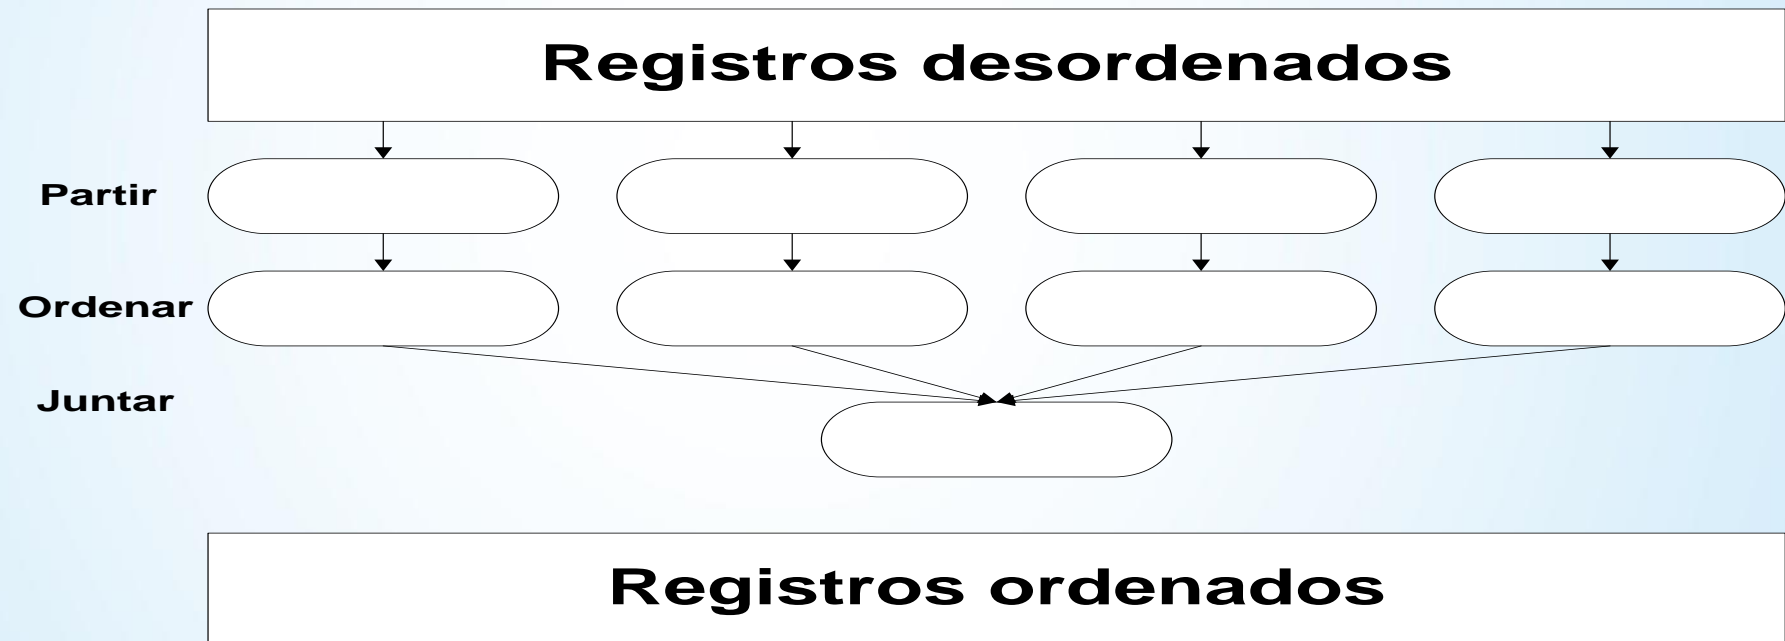 Registros desordenados
Partir
Ordenar
Juntar
Registros ordenados